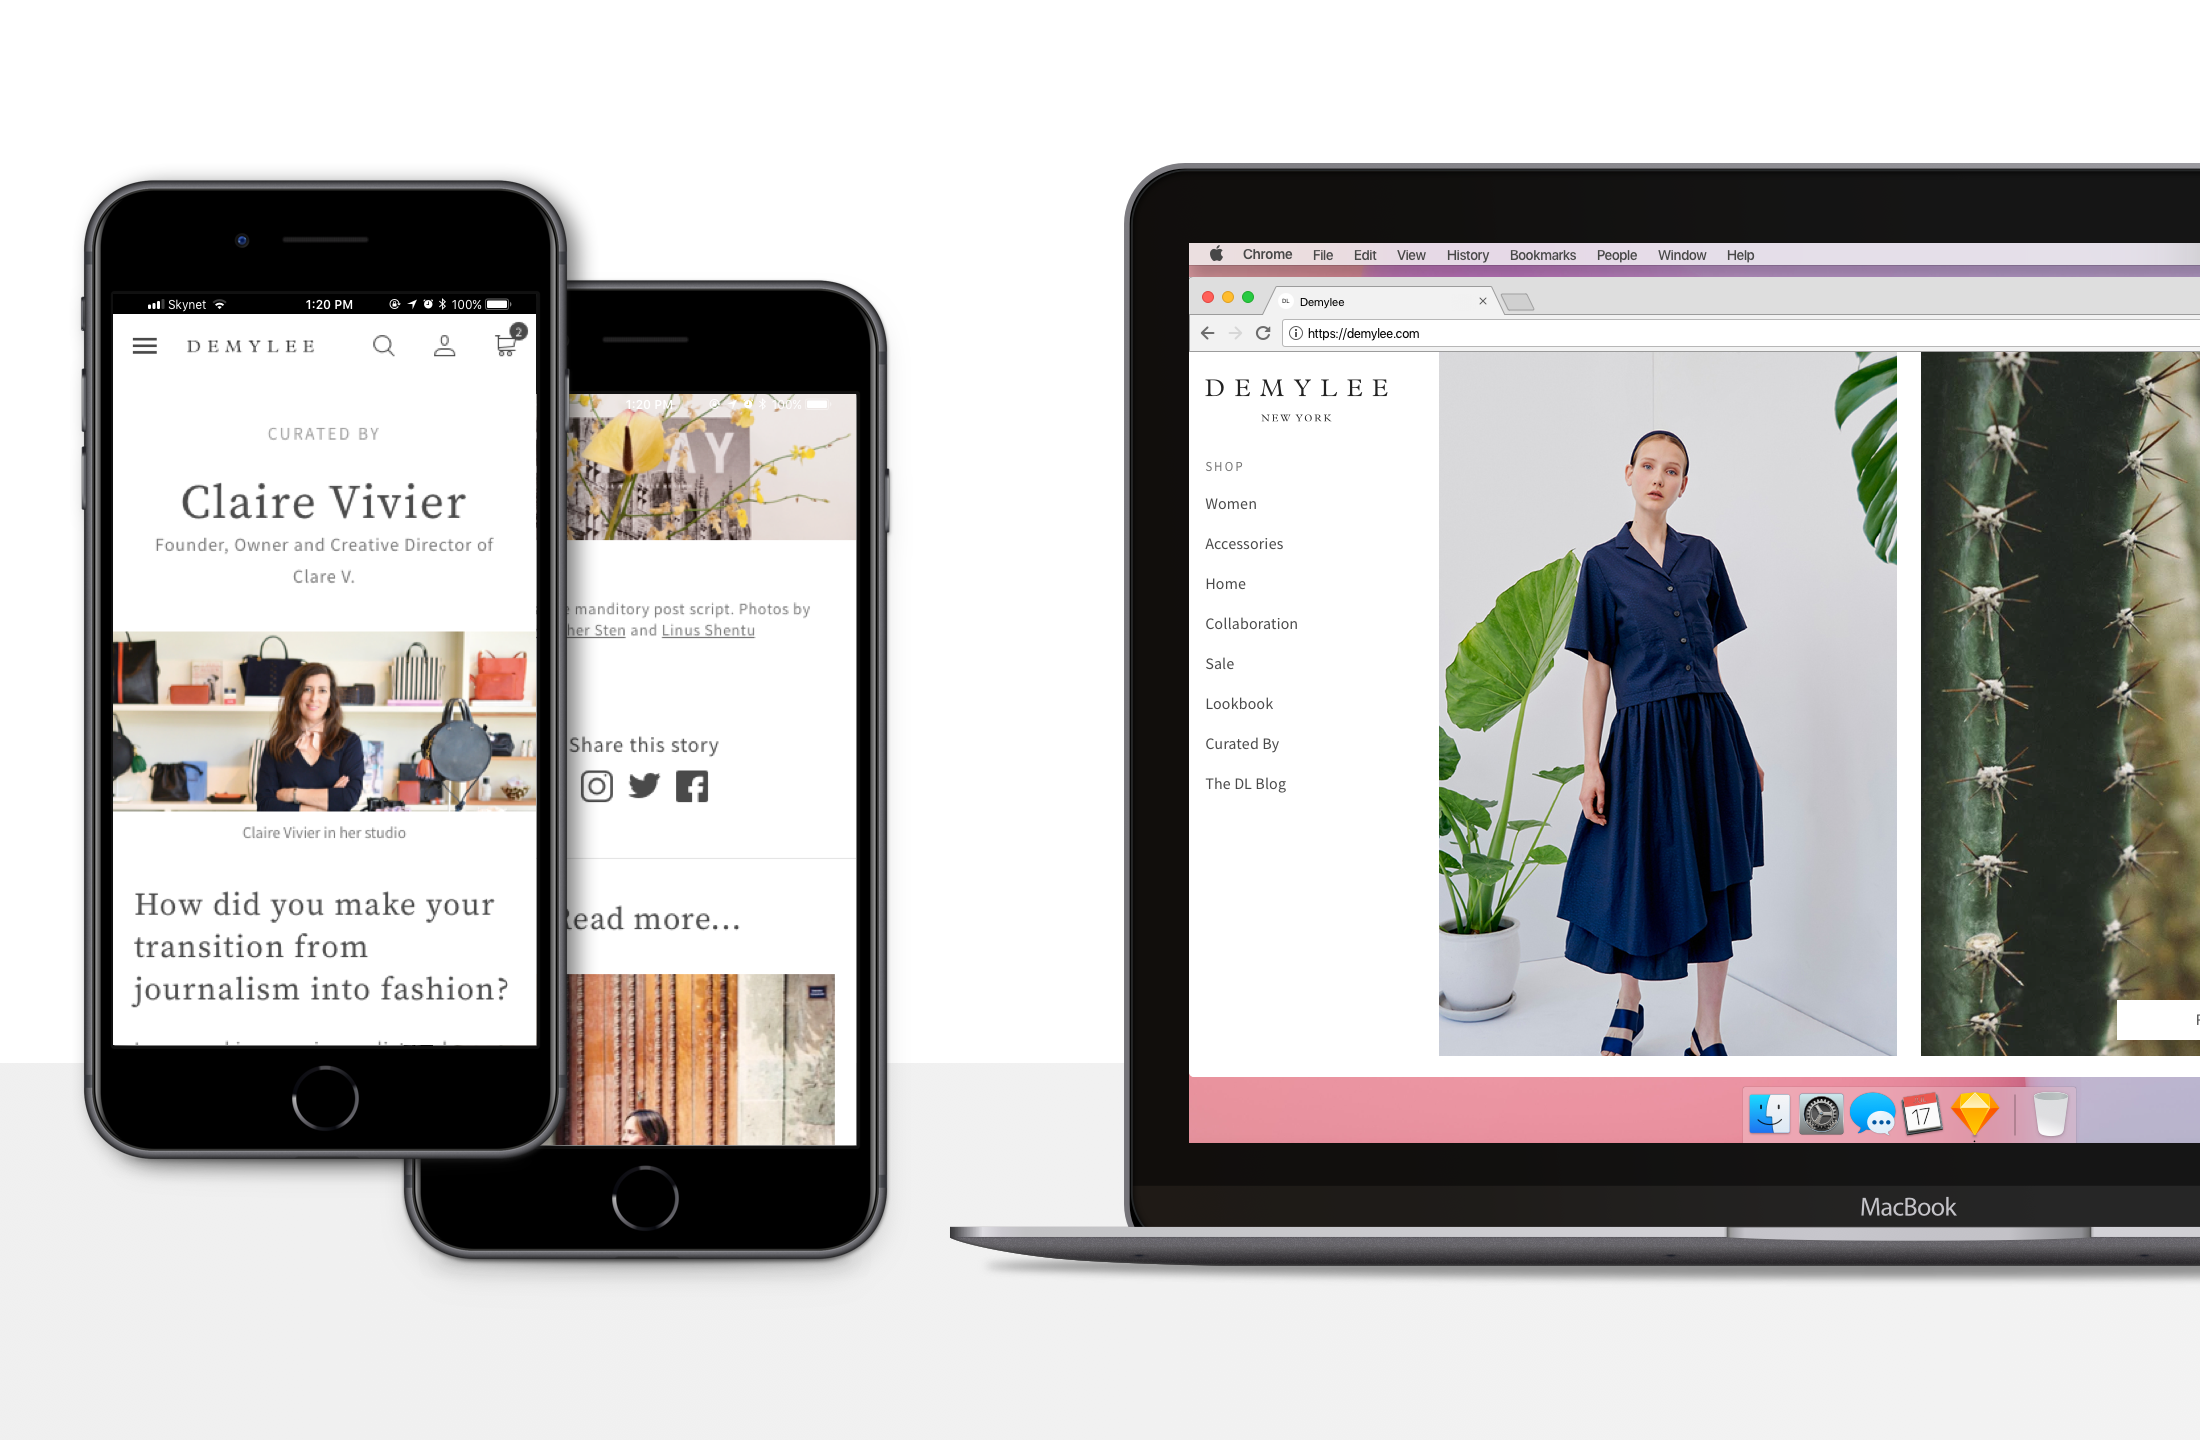 Skynet
1:20 PM
100%
DEMYLEE
2
CURATED BY
Claire Vivier
Founder, Owner and Creative Director of
Clare V.
Claire Vivier in her studio
How did you make your
transition from
journalism into fashion?
1:20 PM
100%
AY
manditory post script. Photos by
her Sten and Linus Shentu
Share this story
Read more...
Chrome File Edit View History Bookmarks People Window Help
DL Demylee
https://demylee.com
DEMYLEE
NEW YORK
SHOP
Women
Accessories
Home
Collaboration
Sale
Lookbook
Curated By
The DL Blog
17
MacBook